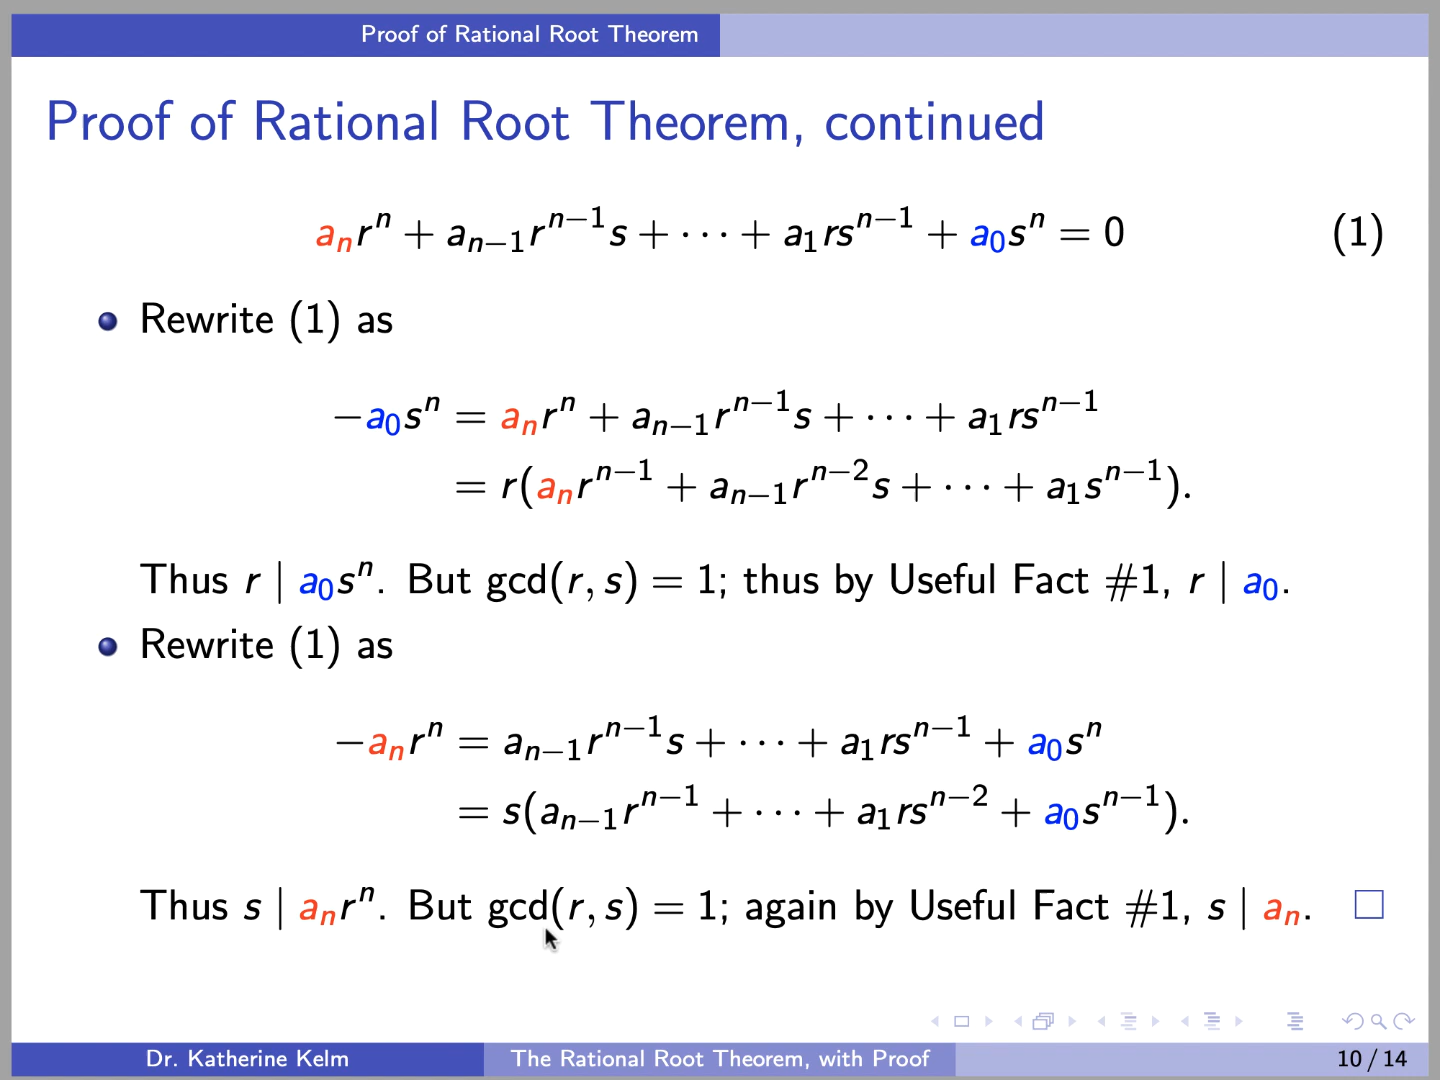 Proof of Rational Root Theorem
Proof of Rational Root Theorem, continued
aₙrⁿ + aₙ₋₁rⁿ⁻¹s + ⋯ + a₁rsⁿ⁻¹ + a₀sⁿ = 0 (1)
Rewrite (1) as
−a₀sⁿ = aₙrⁿ + aₙ₋₁rⁿ⁻¹s + ⋯ + a₁rsⁿ⁻¹
= r(aₙrⁿ⁻¹ + aₙ₋₁rⁿ⁻²s + ⋯ + a₁sⁿ⁻¹).
Thus r | a₀sⁿ. But gcd(r, s) = 1; thus by Useful Fact #1, r | a₀.
Rewrite (1) as
−aₙrⁿ = aₙ₋₁rⁿ⁻¹s + ⋯ + a₁rsⁿ⁻¹ + a₀sⁿ
= s(aₙ₋₁rⁿ⁻¹ + ⋯ + a₁rsⁿ⁻² + a₀sⁿ⁻¹).
Thus s | aₙrⁿ. But gcd(r, s) = 1; again by Useful Fact #1, s | aₙ. □
Dr. Katherine Kelm The Rational Root Theorem, with Proof 10 / 14